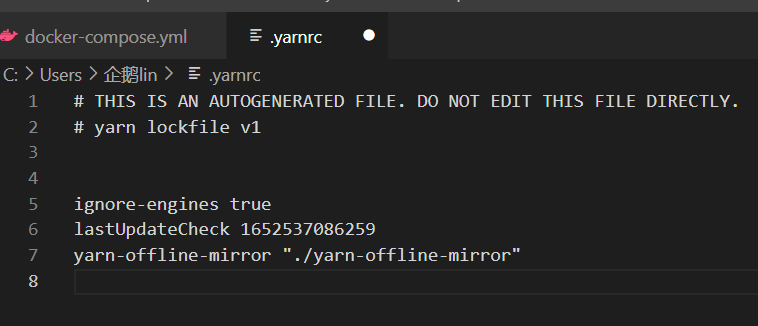 docker-compose.yml
.yarnrc
C: > Users > 企鹅lin > .yarnrc
1 # THIS IS AN AUTOGENERATED FILE. DO NOT EDIT THIS FILE DIRECTLY.
2 # yarn lockfile v1
3
4
5 ignore-engines true
6 lastUpdateCheck 1652537086259
7 yarn-offline-mirror "./yarn-offline-mirror"
8